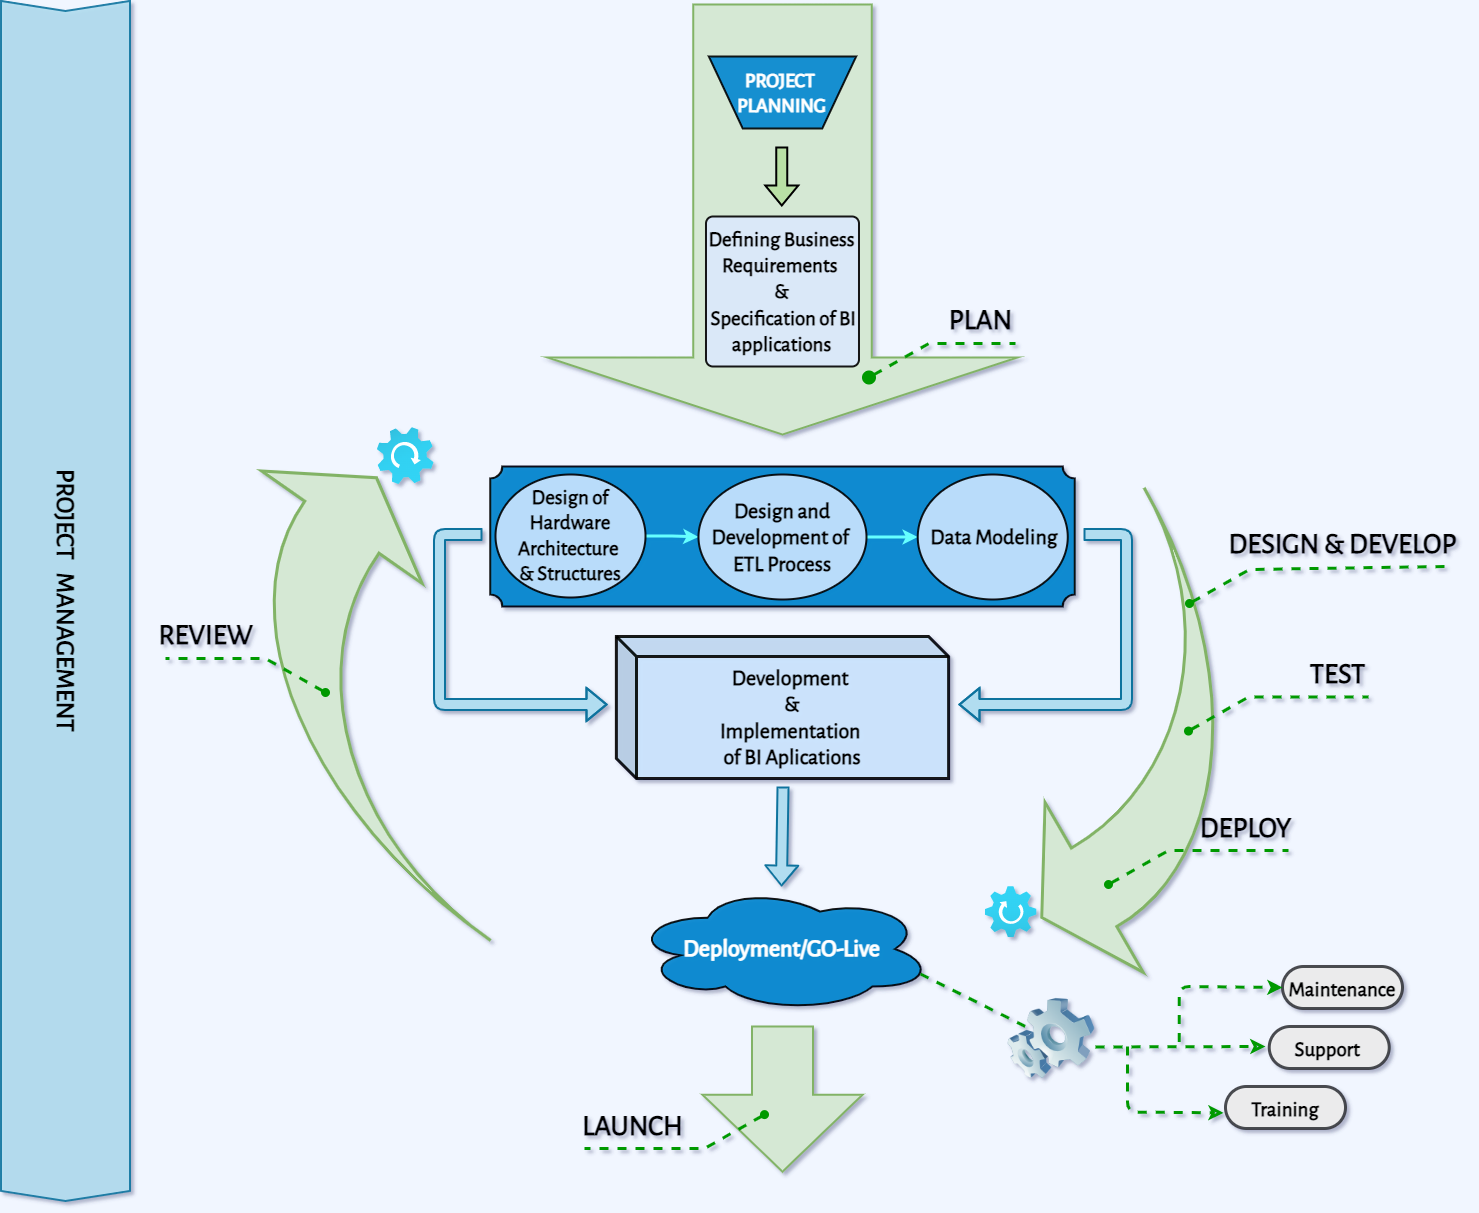 PROJECT
PLANNING
Defining Business
Requirements
&
Specification of BI
applications
PLAN
PROJECT MANAGEMENT
Design of
Hardware
Architecture
& Structures
Design and
Development of
ETL Process
Data Modeling
DESIGN & DEVELOP
REVIEW
TEST
Development
&
Implementation
of BI Aplications
DEPLOY
Deployment/GO-Live
Maintenance
Support
Training
LAUNCH